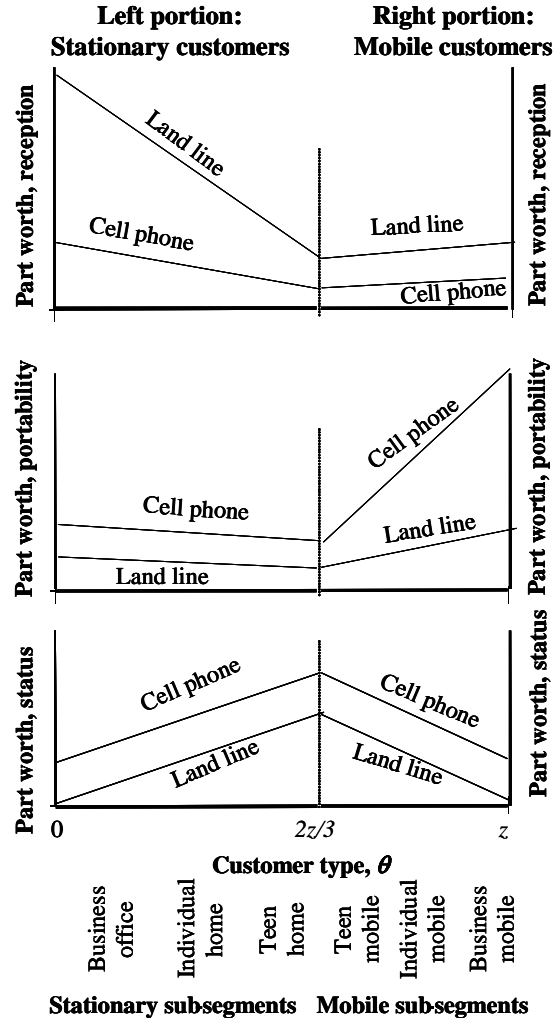 Left portion:
Stationary customers
Right portion:
Mobile customers
Part worth, reception
Land line
Cell phone
Land line
Cell phone
Part worth, reception
Part worth, portability
Cell phone
Land line
Cell phone
Land line
Part worth, portability
Part worth, status
Cell phone
Land line
Cell phone
Land line
Part worth, status
0
2z/3
z
Customer type, θ
Business
office
Individual
home
Teen
home
Teen
mobile
Individual
mobile
Business
mobile
Stationary sub-segments
Mobile sub-segments